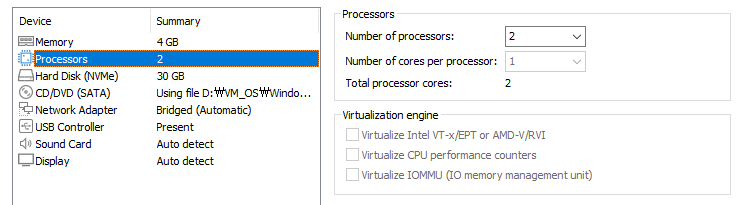 Device Summary
Memory 4 GB
Processors 2
Hard Disk (NVMe) 30 GB
CD/DVD (SATA) Using file D:₩VM_OS₩Windo...
Network Adapter Bridged (Automatic)
USB Controller Present
Sound Card Auto detect
Display Auto detect
Processors
Number of processors: 2
Number of cores per processor: 1
Total processor cores: 2
Virtualization engine
Virtualize Intel VT-x/EPT or AMD-V/RVI
Virtualize CPU performance counters
Virtualize IOMMU (IO memory management unit)